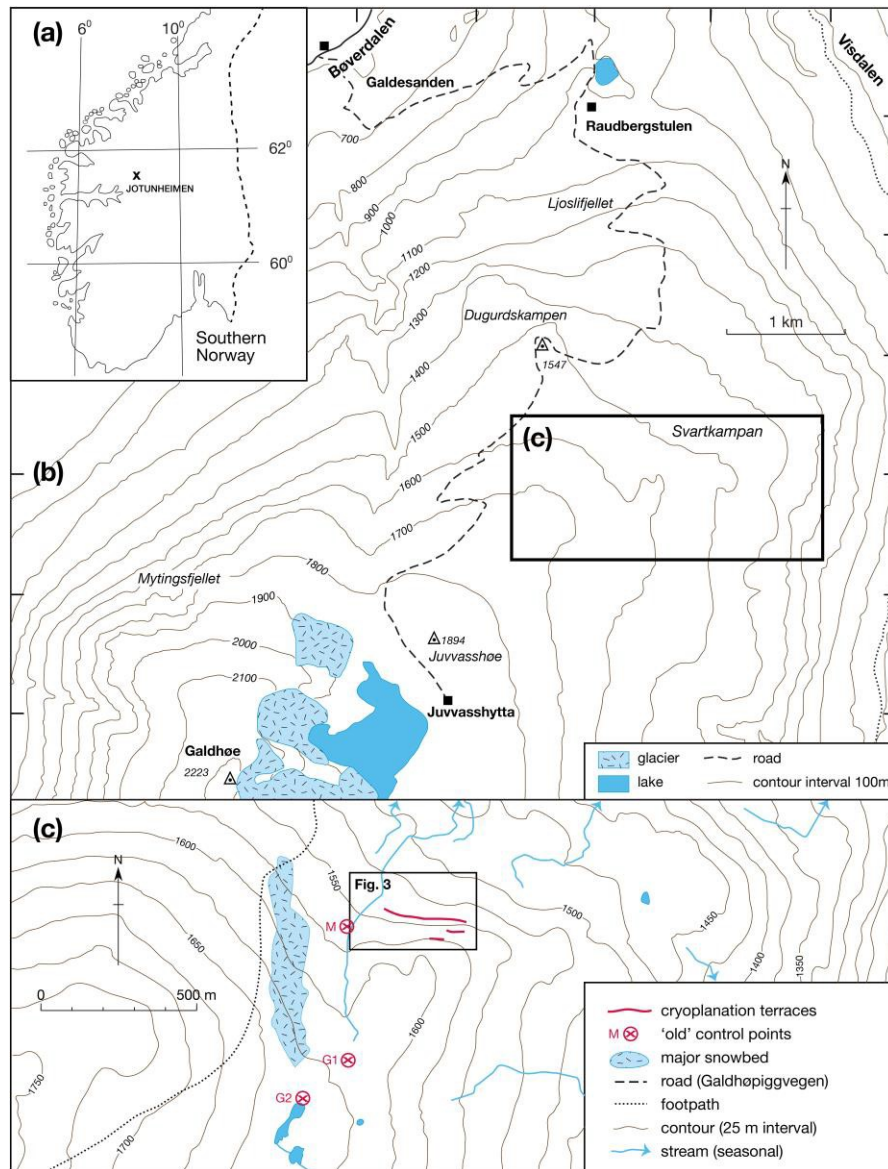 (a)
6⁰
10⁰
62⁰
x
JOTUNHEIMEN
60⁰
Southern
Norway
Bøverdalen
Galdesanden
Visdalen
Raudbergstulen
700
800
900
1000
Ljoslifjellet
N
1100
1200
1300
Dugurdskampen
1 km
1547
1400
1500
(c)
Svartkampan
(b)
1600
1700
Mytingsfjellet
1800
1900
2000
1894
Juvvasshøe
2100
Juvvasshytta
Galdhøe
2223
glacier
road
lake
contour interval 100m
(c)
1600
N
1550
Fig. 3
M
1500
1450
1650
1400
1350
0
500 m
1600
G1
G2
1750
1700
cryoplanation terraces
M
'old' control points
major snowbed
road (Galdhøpiggvegen)
footpath
contour (25 m interval)
stream (seasonal)